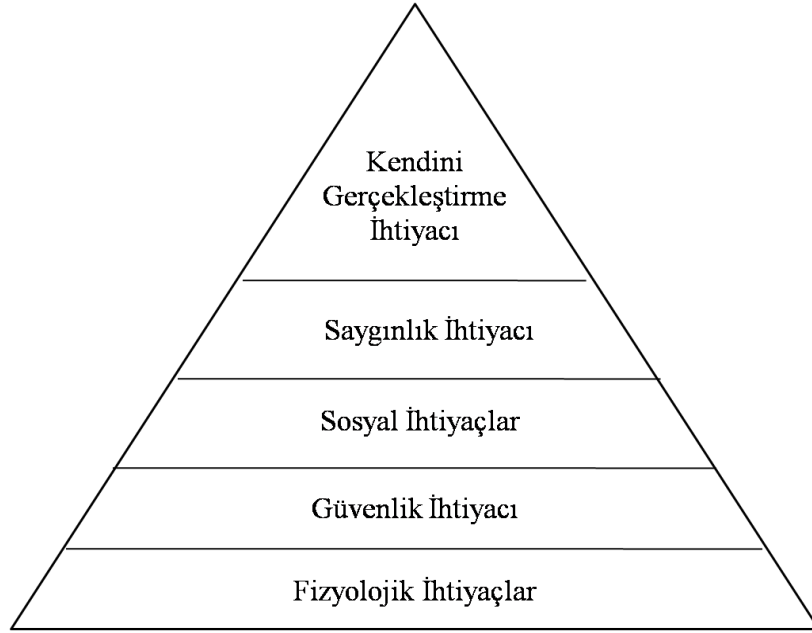 Kendini
Gerçekleştirme
İhtiyacı
Saygınlık İhtiyacı
Sosyal İhtiyaçlar
Güvenlik İhtiyacı
Fizyolojik İhtiyaçlar